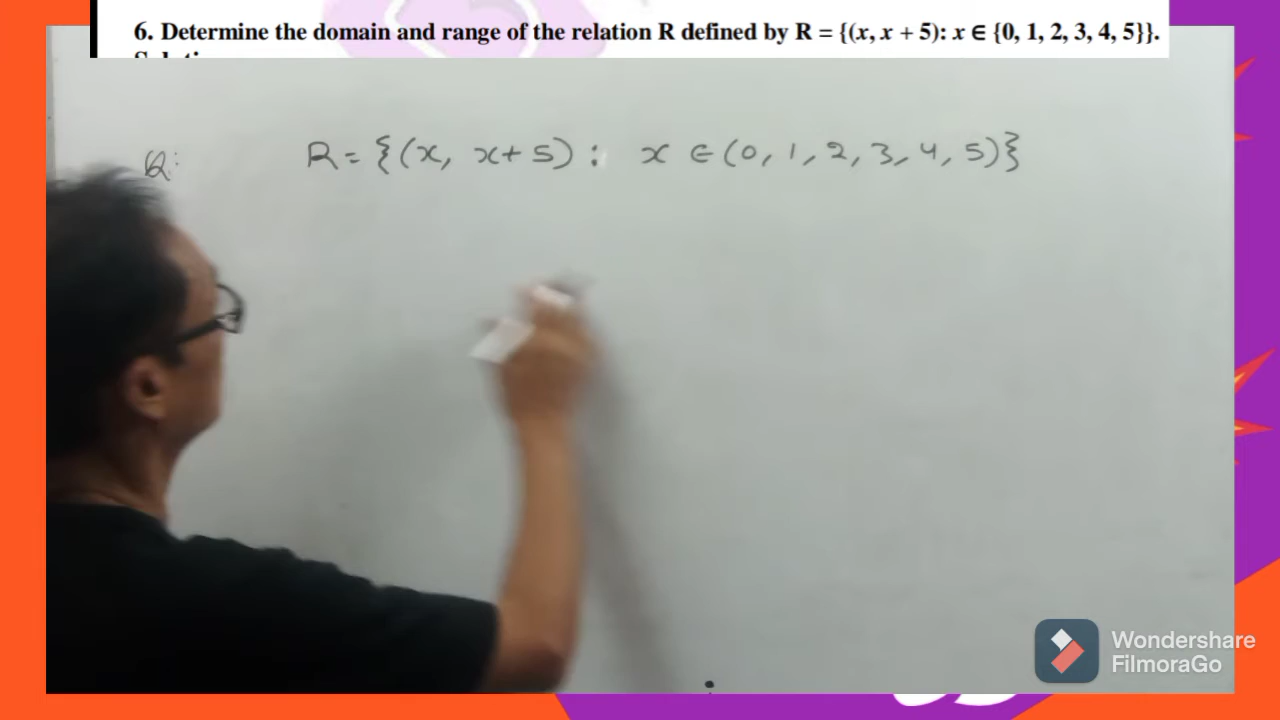 6. Determine the domain and range of the relation R defined by R = {(x, x + 5): x ∈ {0, 1, 2, 3, 4, 5}}.
Q:
R = {(x, x+5) : x ∈ (0, 1, 2, 3, 4, 5)}
Wondershare
FilmoraGo